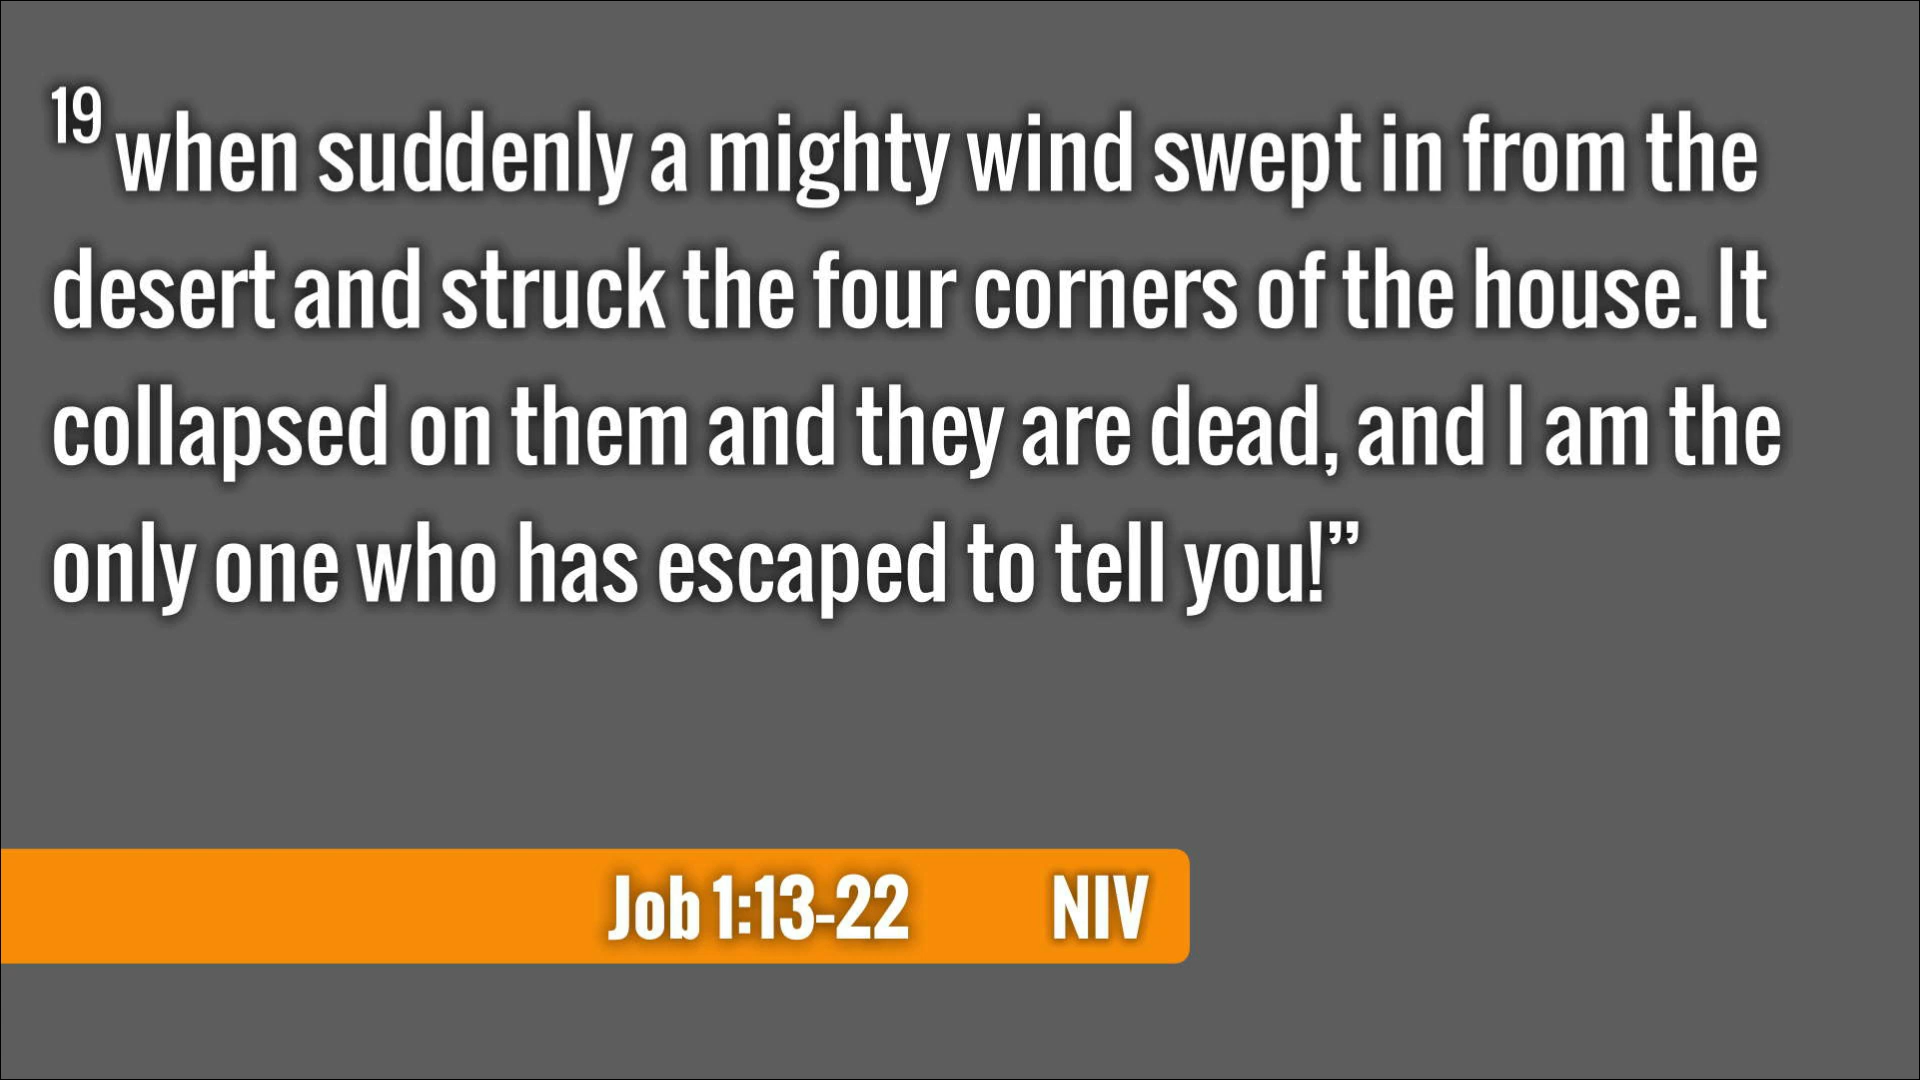 19 when suddenly a mighty wind swept in from the
desert and struck the four corners of the house. It
collapsed on them and they are dead, and I am the
only one who has escaped to tell you!”
Job 1:13-22 NIV